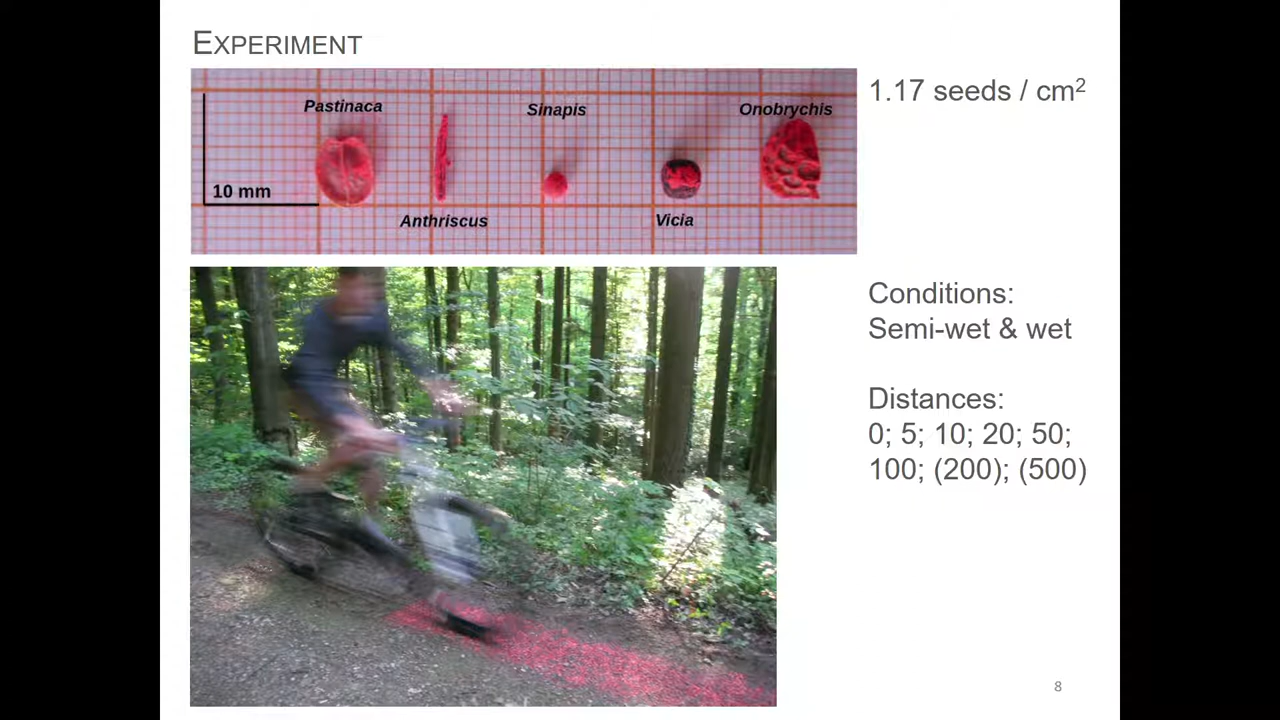 EXPERIMENT
Pastinaca
Sinapis
Onobrychis
10 mm
Anthriscus
Vicia
1.17 seeds / cm²
Conditions:
Semi-wet & wet
Distances:
0; 5; 10; 20; 50;
100; (200); (500)
8